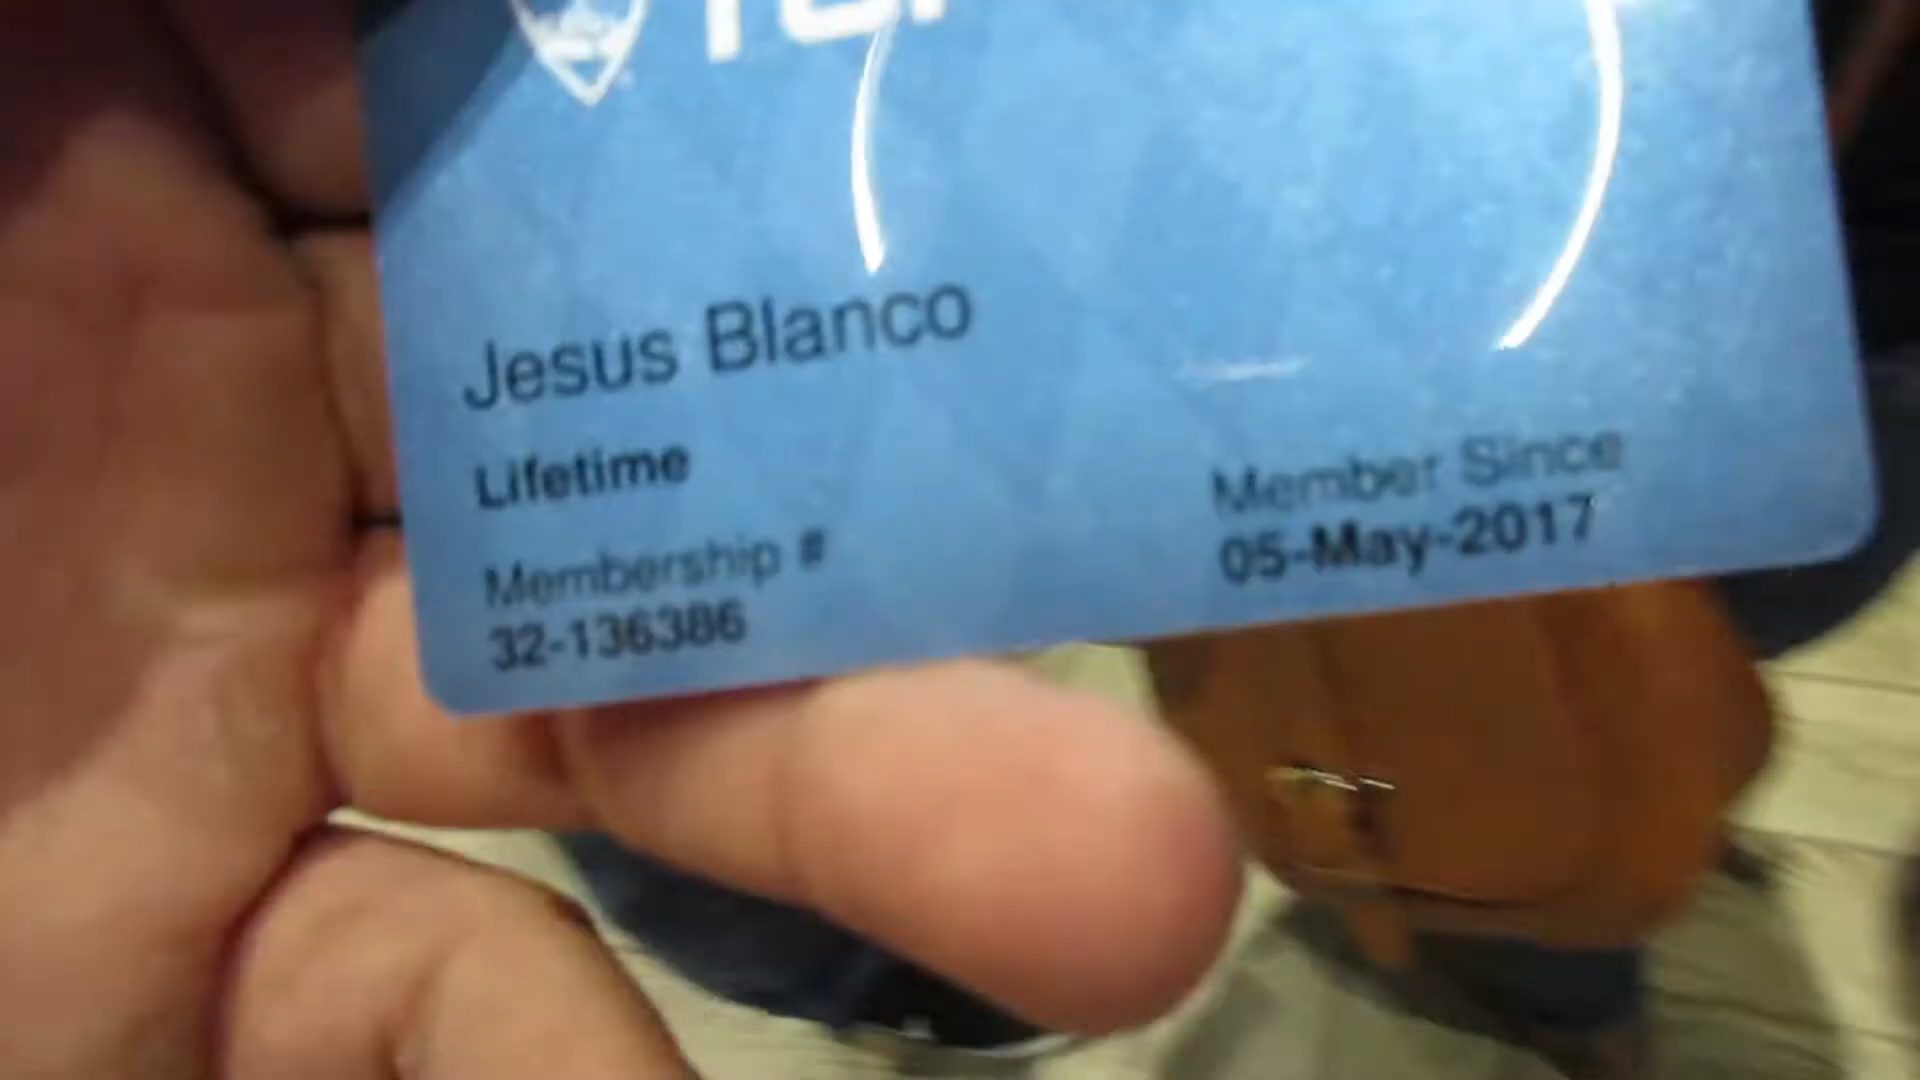 Jesus Blanco
Lifetime
Membership #
32-136386
Member Since
05-May-2017